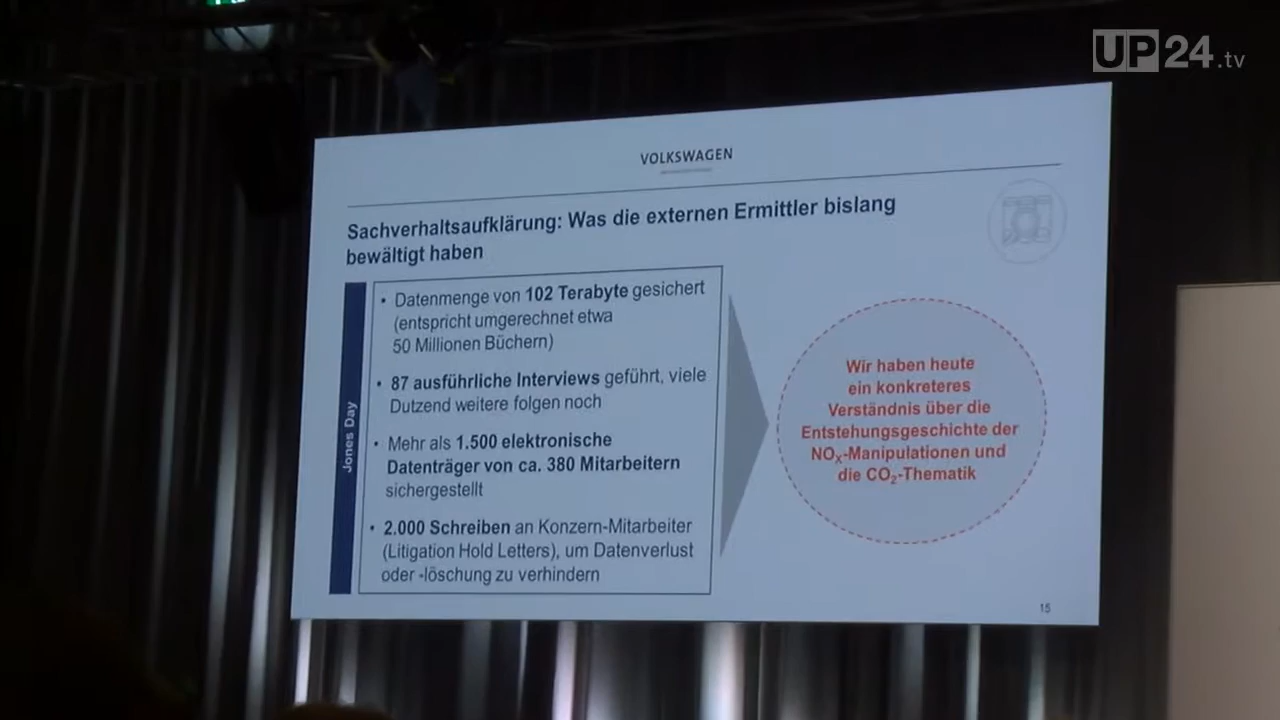 UP24.tv
VOLKSWAGEN
Sachverhaltsaufklärung: Was die externen Ermittler bislang
bewältigt haben
Jones Day
• Datenmenge von 102 Terabyte gesichert
(entspricht umgerechnet etwa
50 Millionen Büchern)
• 87 ausführliche Interviews geführt, viele
Dutzend weitere folgen noch
• Mehr als 1.500 elektronische
Datenträger von ca. 380 Mitarbeitern
sichergestellt
• 2.000 Schreiben an Konzern-Mitarbeiter
(Litigation Hold Letters), um Datenverlust
oder -löschung zu verhindern
Wir haben heute
ein konkreteres
Verständnis über die
Entstehungsgeschichte der
NOX-Manipulationen und
die CO2-Thematik
15